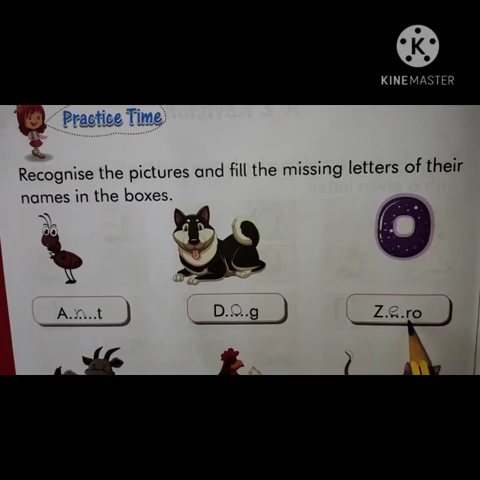 K
KINEMASTER
Practice Time
Recognise the pictures and fill the missing letters of their
names in the boxes.
A.n..t
D.o.g
Z.e.ro